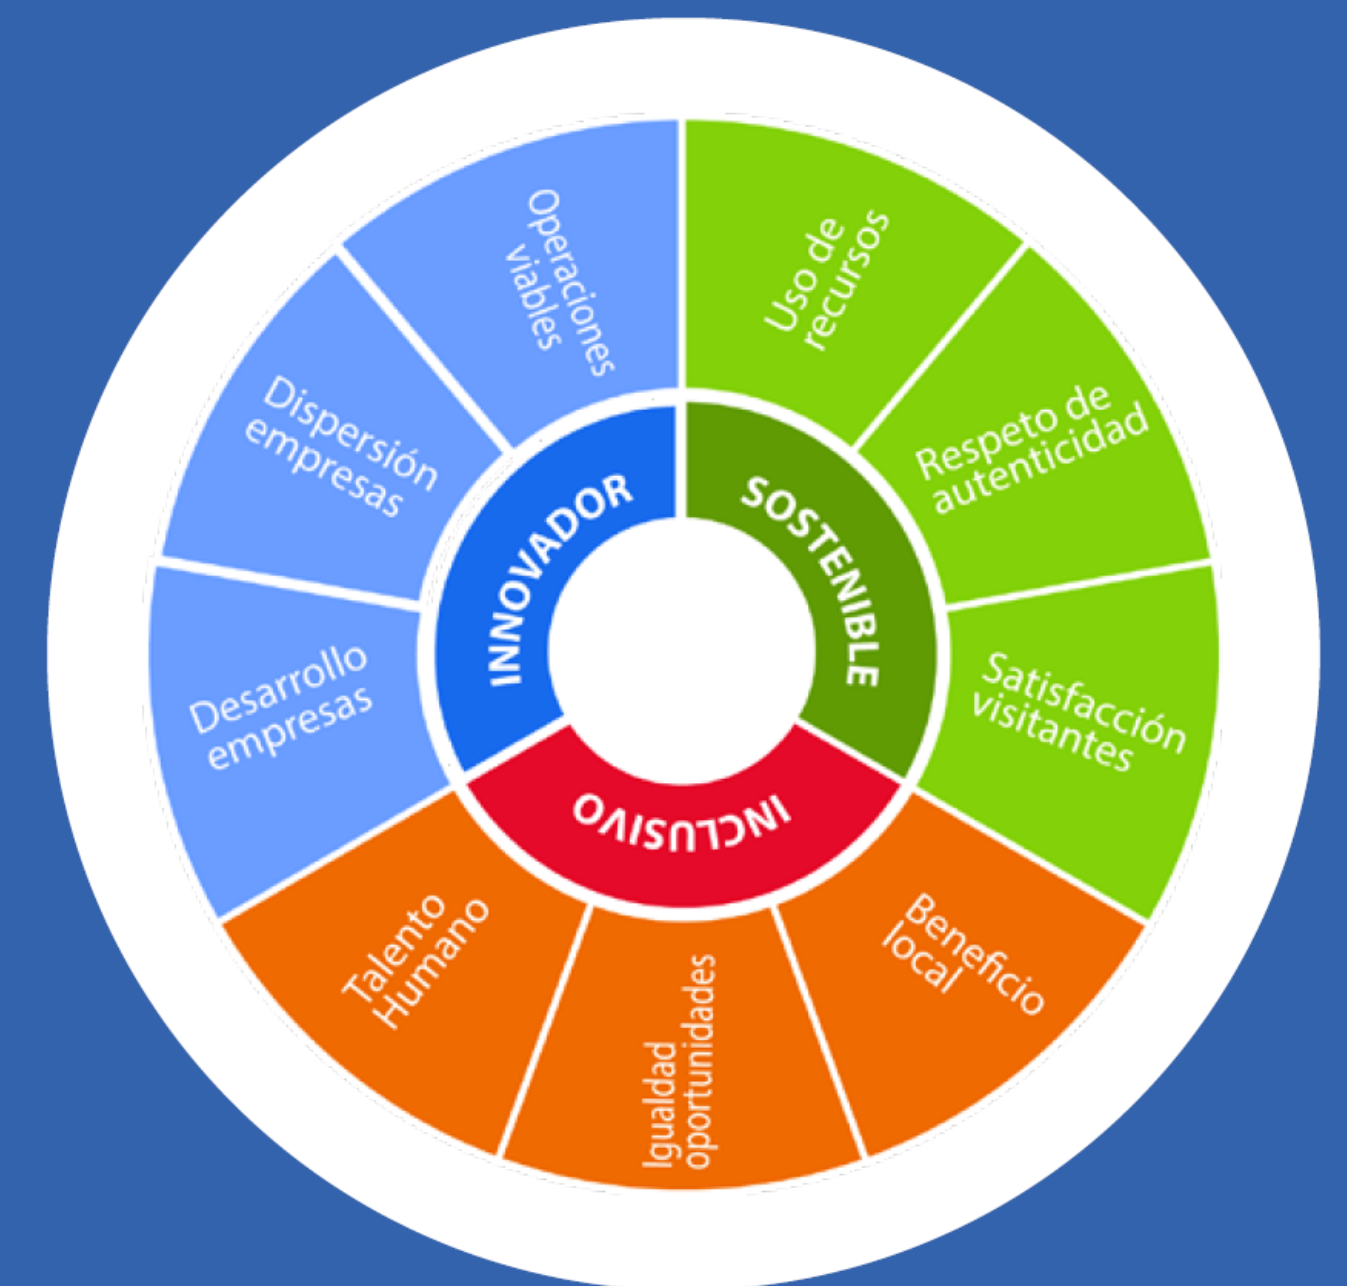 Operaciones
viables
Uso de
recursos
Dispersión
empresas
Respeto de
autenticidad
INNOVADOR
SOSTENIBLE
Desarrollo
empresas
Satisfacción
visitantes
INCLUSIVO
Talento
Humano
Igualdad
oportunidades
Beneficio
local